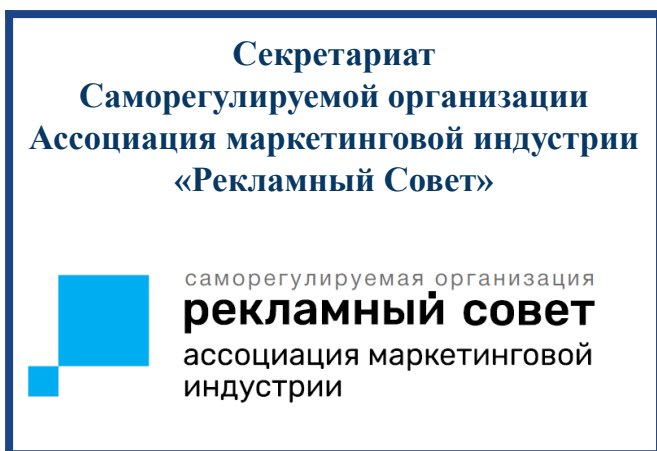 Секретариат
Саморегулируемой организации
Ассоциация маркетинговой индустрии
«Рекламный Совет»
саморегулируемая организация
рекламный совет
ассоциация маркетинговой
индустрии